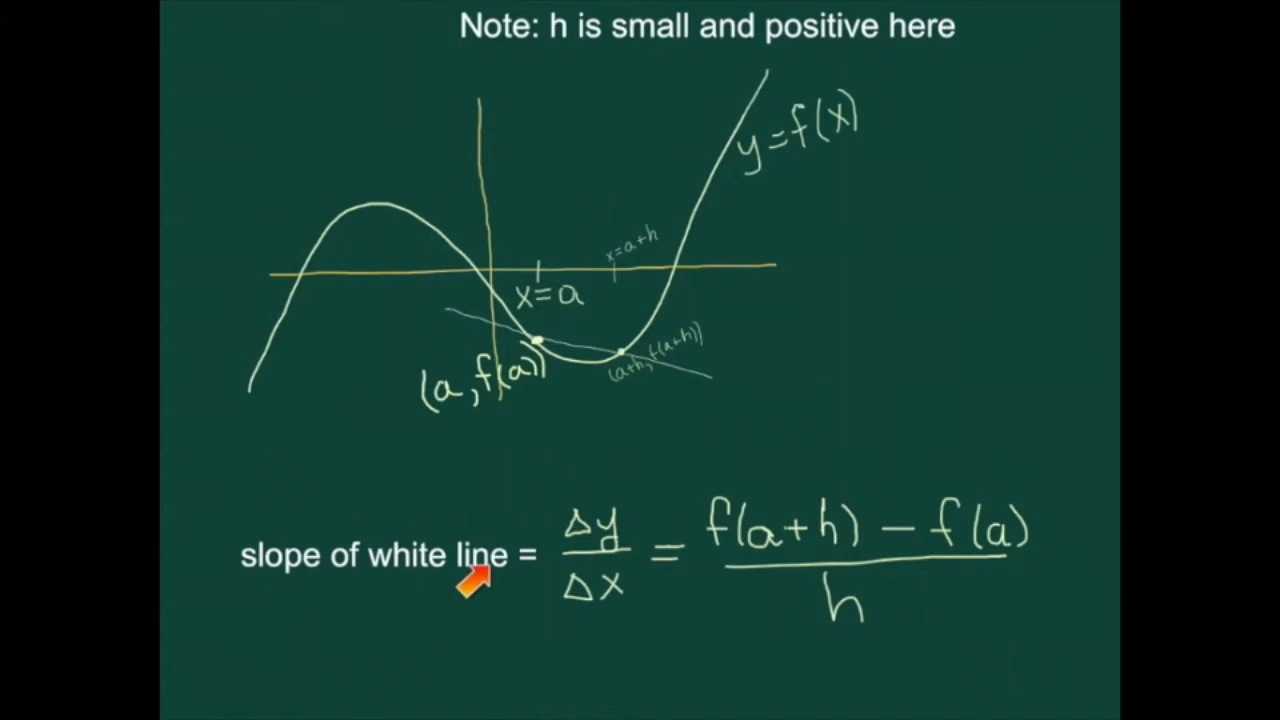 Note: h is small and positive here
y=f(x)
x=a+h
x=a
(a+h, f(a+h))
(a, f(a))
slope of white line = Δy/Δx = f(a+h) - f(a)/h